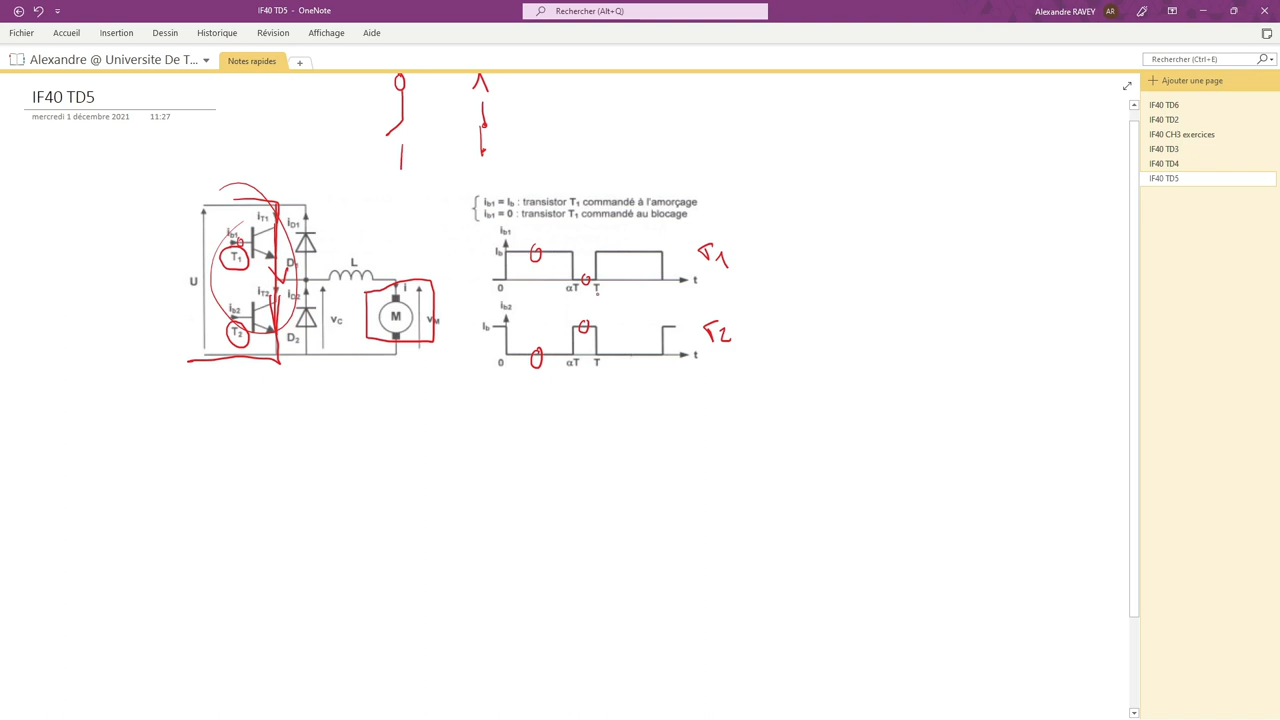 IF40 TD5 - OneNote
Rechercher (Alt+Q)
Alexandre RAVEY
AR
Fichier
Accueil
Insertion
Dessin
Historique
Révision
Affichage
Aide
Alexandre @ Universite De T...
Notes rapides
Rechercher (Ctrl+E)
Ajouter une page
IF40 TD6
IF40 TD2
IF40 CH3 exercices
IF40 TD3
IF40 TD4
IF40 TD5
IF40 TD5
mercredi 1 décembre 2021
11:27
0 1
1
U
iT1
ib1
T1
iD1
D1
L
i
iT2
ib2
T2
iD2
D2
vC
M
vM
ib1 = Ib : transistor T1 commandé à l'amorçage
ib1 = 0 : transistor T1 commandé au blocage
ib1
Ib
0
αT
T
t
T1
ib2
Ib
0
αT
T
t
T2